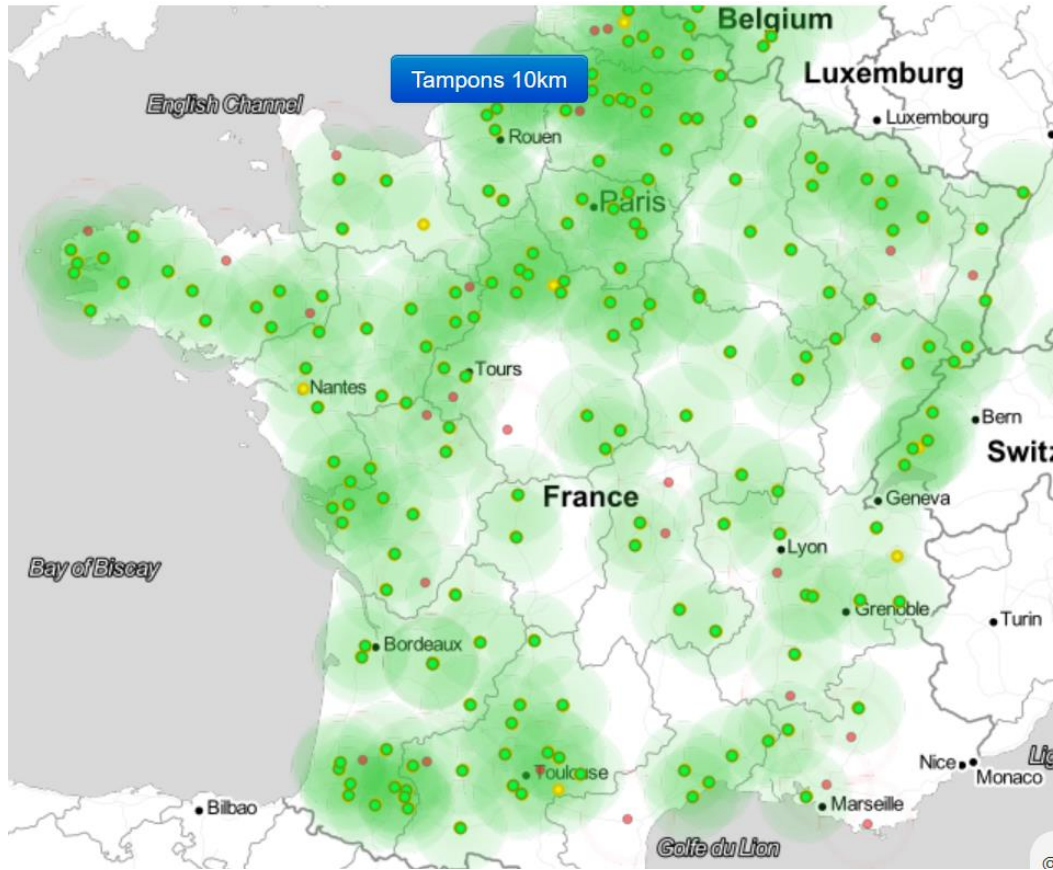 Belgium
Tampons 10km
Luxemburg
English Channel
Luxembourg
Rouen
Paris
Tours
Nantes
Bern
France
Geneva
Lyon
Bay of Biscay
Grenoble
Turin
Bordeaux
Toulouse
Nice
Monaco
Bilbao
Marseille
Golfe du Lion
©